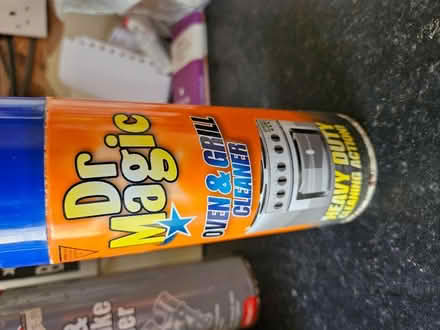 Dr
Magic
OVEN & GRILL
CLEANER
HEAVY DUTY
CLEANING ACTION
&